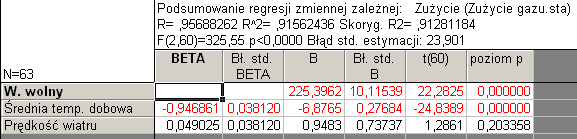 Podsumowanie regresji zmiennej zależnej: Zużycie (Zużycie gazu.sta)
R= ,95688262 R^2= ,91562436 Skoryg. R2= ,91281184
F(2,60)=325,55 p<0,0000 Błąd std. estymacji: 23,901
N=63 BETA Bł. std. BETA B Bł. std. B t(60) poziom p
W. wolny 225,3962 10,11539 22,2825 0,000000
Średnia temp. dobowa -0,946861 0,038120 -6,8765 0,27684 -24,8389 0,000000
Prędkość wiatru 0,049025 0,038120 0,9483 0,73737 1,2861 0,203358